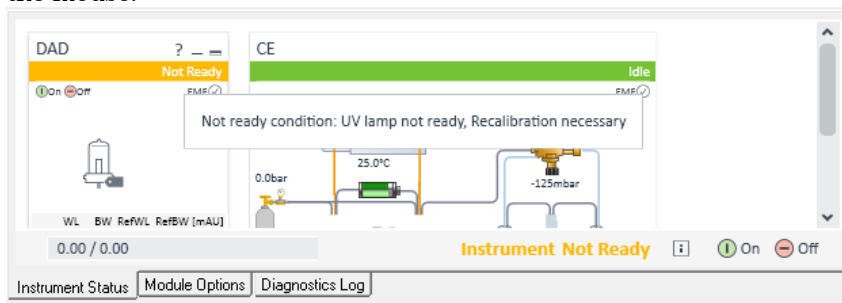 DAD ? CE
Not Ready Idle
On Off EMF EMF
Not ready condition: UV lamp not ready, Recalibration necessary
25.0°C
0.0bar
-125mbar
WL BW RefWL RefBW [mAU]
0.00 / 0.00 Instrument Not Ready i On Off
Instrument Status Module Options Diagnostics Log